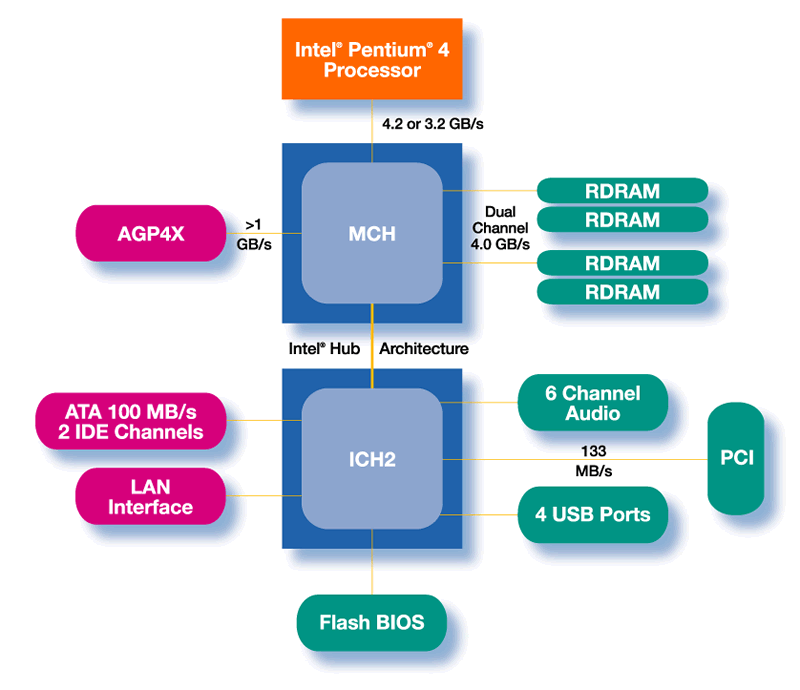 Intel® Pentium® 4
Processor
4.2 or 3.2 GB/s
MCH
AGP4X
>1
GB/s
Dual
Channel
4.0 GB/s
RDRAM
RDRAM
RDRAM
RDRAM
Intel® Hub Architecture
ATA 100 MB/s
2 IDE Channels
LAN
Interface
ICH2
6 Channel
Audio
133
MB/s
PCI
4 USB Ports
Flash BIOS